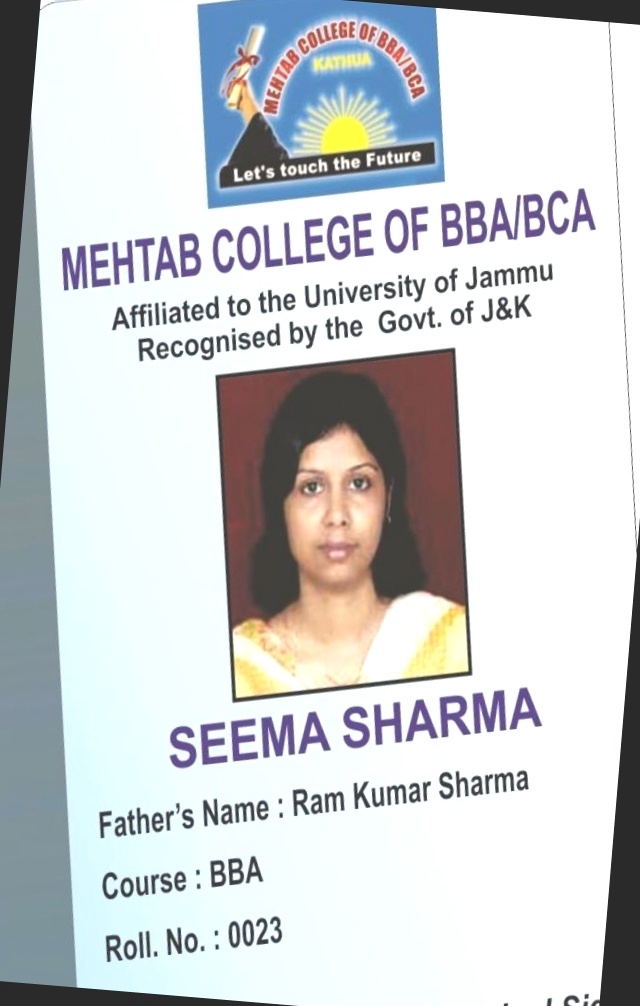 MEHTAB COLLEGE OF BBA/BCA
KATHUA
Let's touch the Future
MEHTAB COLLEGE OF BBA/BCA
Affiliated to the University of Jammu
Recognised by the Govt. of J&K
SEEMA SHARMA
Father's Name : Ram Kumar Sharma
Course : BBA
Roll. No. : 0023